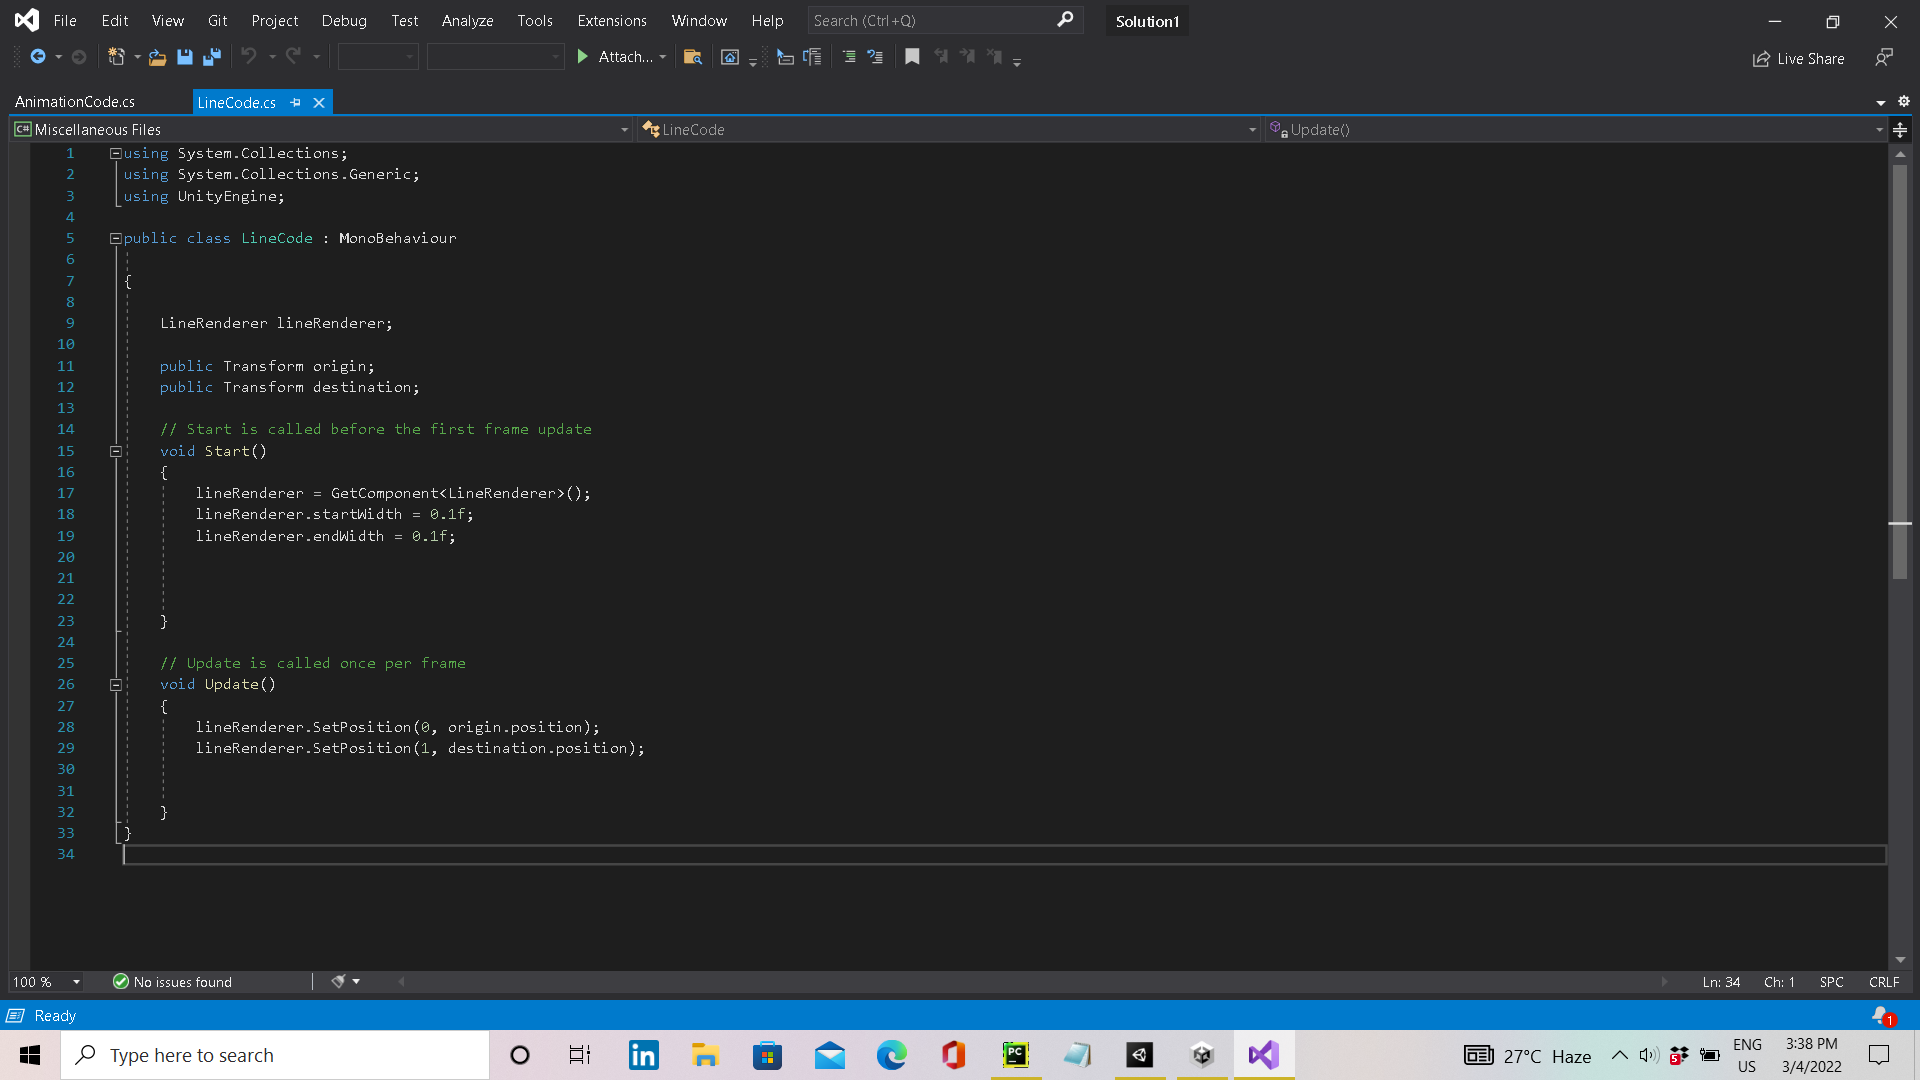 File Edit View Git Project Debug Test Analyze Tools Extensions Window Help Search (Ctrl+Q) Solution1
Attach... Live Share
AnimationCode.cs LineCode.cs
C# Miscellaneous Files LineCode Update()
1 using System.Collections;
2 using System.Collections.Generic;
3 using UnityEngine;
4
5 public class LineCode : MonoBehaviour
6
7 {
8
9 LineRenderer lineRenderer;
10
11 public Transform origin;
12 public Transform destination;
13
14 // Start is called before the first frame update
15 void Start()
16 {
17 lineRenderer = GetComponent<LineRenderer>();
18 lineRenderer.startWidth = 0.1f;
19 lineRenderer.endWidth = 0.1f;
20
21
22
23 }
24
25 // Update is called once per frame
26 void Update()
27 {
28 lineRenderer.SetPosition(0, origin.position);
29 lineRenderer.SetPosition(1, destination.position);
30
31
32 }
33 }
34
100 % No issues found Ln: 34 Ch: 1 SPC CRLF
Ready 1
Type here to search in PC 27°C Haze 5 ENG US 3:38 PM 3/4/2022